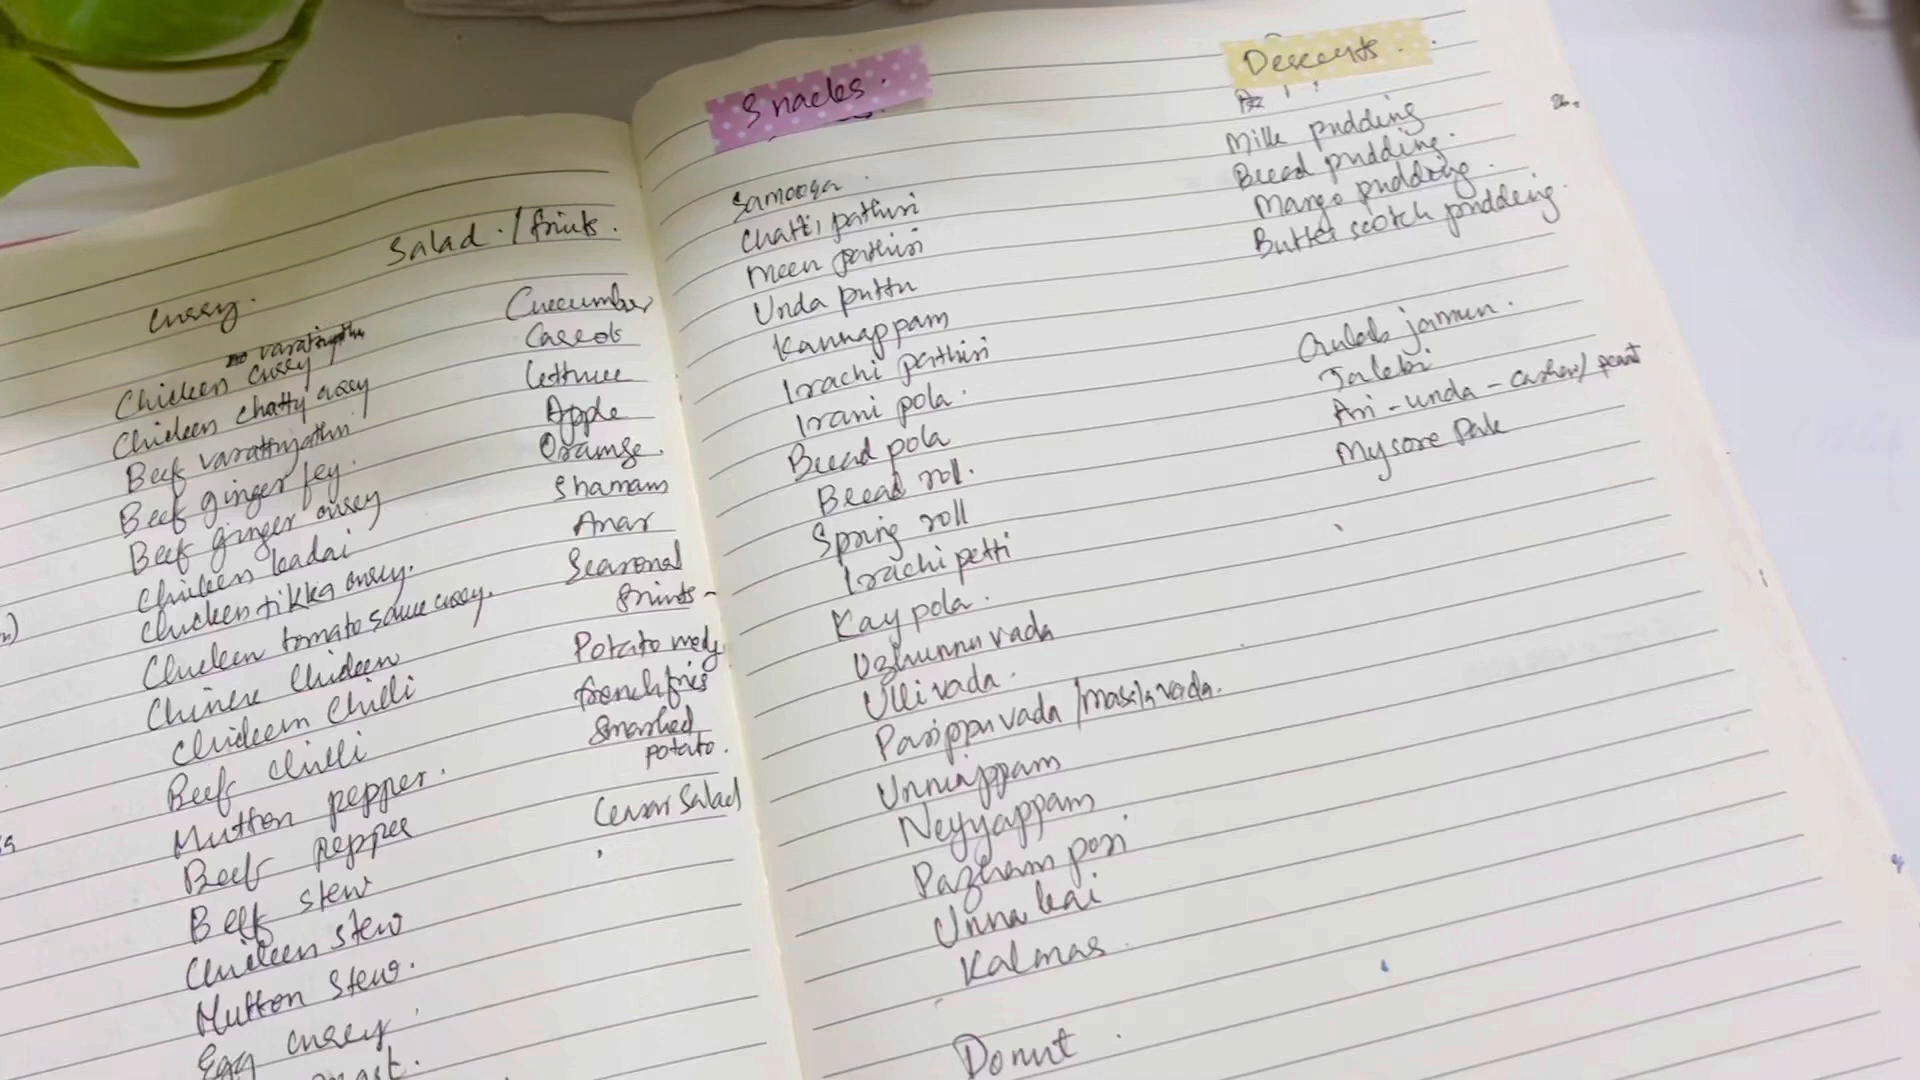 curry.
Chicken curry
Chicken chatty curry
Beef varattiyathu
Beef ginger fry.
Beef ginger curry
Chicken kadai
Chicken tikka curry.
Chicken tomato sauce curry.
Chinese Chicken
Chicken Chilli
Beef Chilli
Mutton pepper.
Beef pepper
Beef stew
Chicken stew
Mutton stew.
Egg curry
Salad. / fruits.
Cucumber
Carrot
Lettuce
Apple
Orange.
Shamam
Anar
Seasonal
fruits -
Potato wedg
french fries
Smashed
potato.
Cesar Salad
Snacks.
Samoosa.
Chatti pathiri
Meen pathiri
Unda puttu
Kannappam
Irachi pathiri
Irani pola.
Bread pola
Bread roll.
Spring roll
Irachi petti
Kay pola.
Uzhunnu vada
Ulli vada.
Parippu vada / masala vada.
Unniappam
Neyyappam
Pazham pori
Unna kai
Kalmas.
Donut.
Desserts.
Milk pudding
Bread pudding.
Mango pudding.
Butter scotch pudding.
Gulab jamun.
Jalebi
Ari-unda - cashew/
Mysore Pak